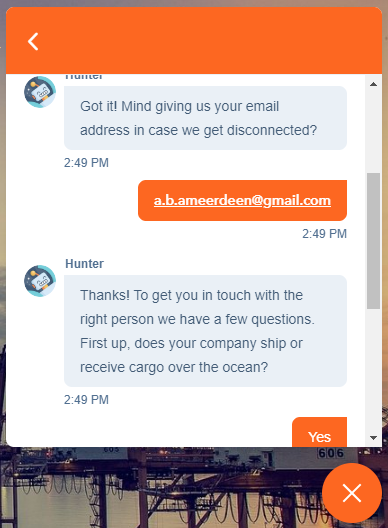 Hunter
Got it! Mind giving us your email
address in case we get disconnected?
2:49 PM
a.b.ameerdeen@gmail.com
2:49 PM
Hunter
Thanks! To get you in touch with the
right person we have a few questions.
First up, does your company ship or
receive cargo over the ocean?
2:49 PM
Yes
605
606